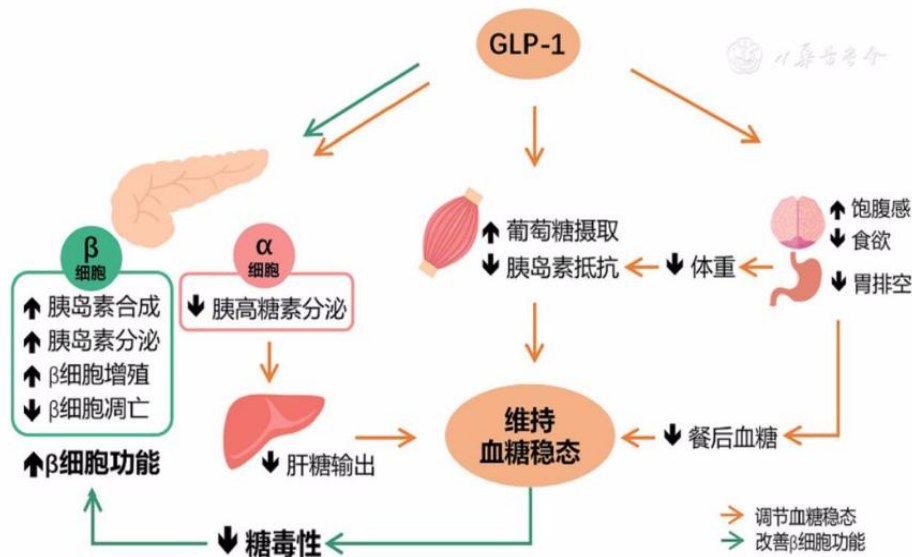 GLP-1
β
细胞
胰岛素合成
胰岛素分泌
β细胞增殖
β细胞凋亡
β细胞功能
α
细胞
胰高糖素分泌
肝糖输出
葡萄糖摄取
胰岛素抵抗
体重
饱腹感
食欲
胃排空
维持
血糖稳态
餐后血糖
糖毒性
调节血糖稳态
改善β细胞功能